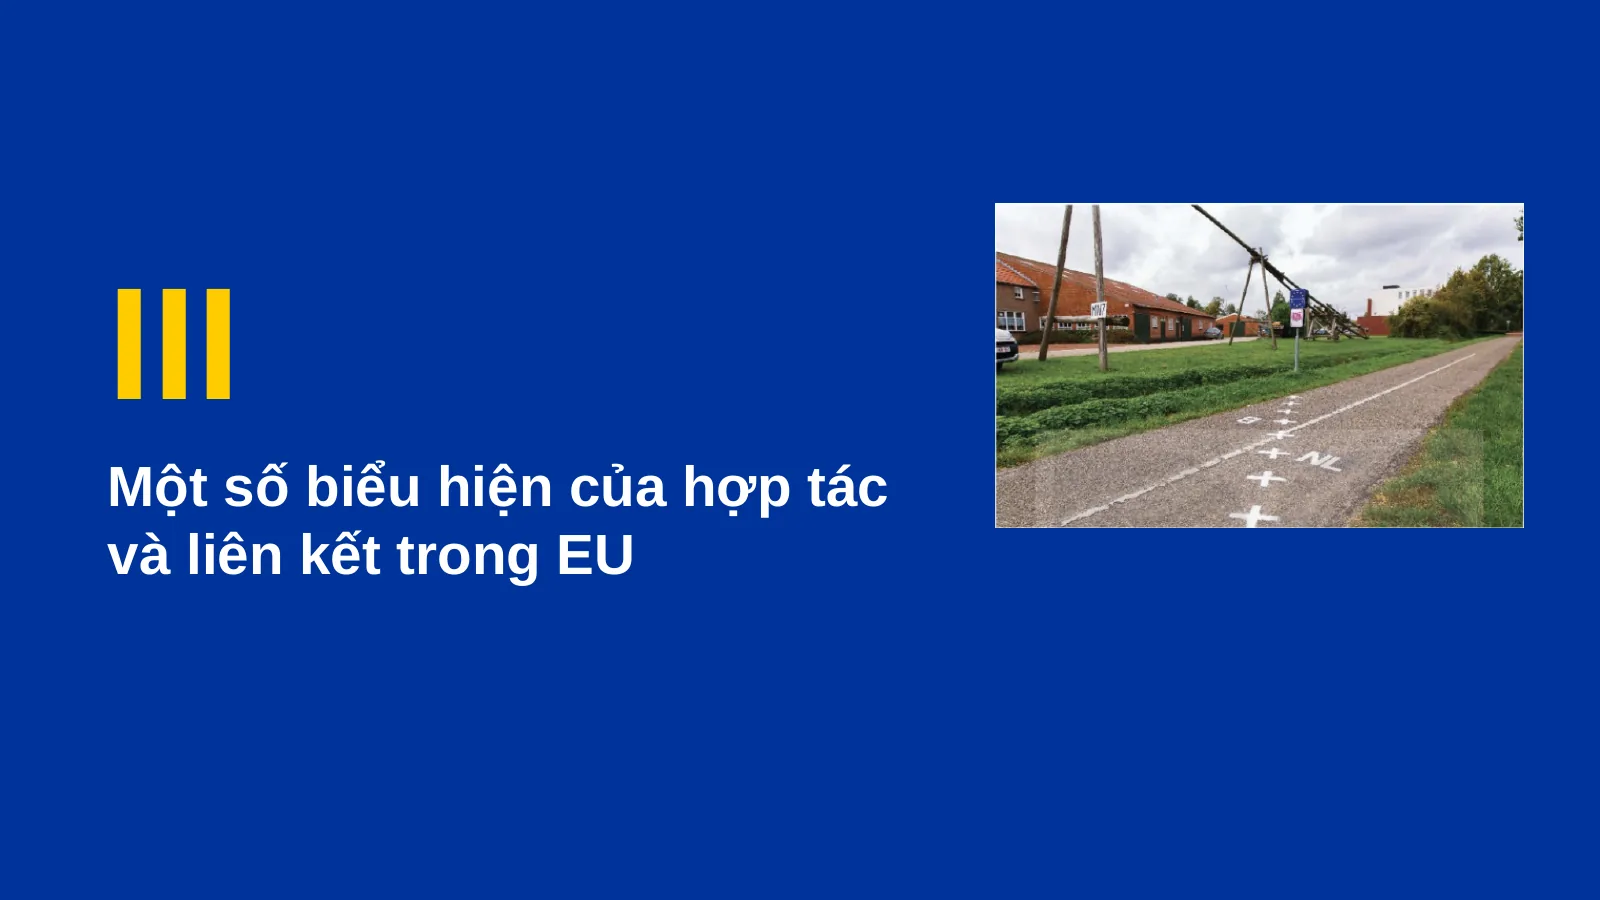 III
Một số biểu hiện của hợp tác
và liên kết trong EU
B
NL